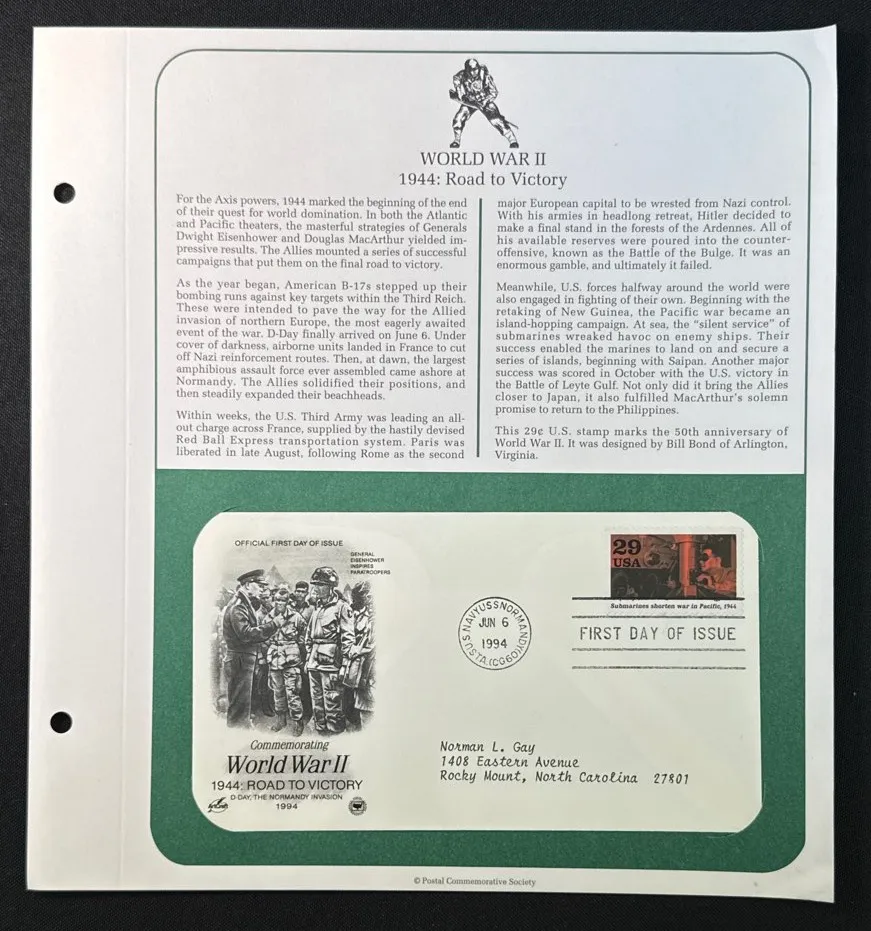 WORLD WAR II
1944: Road to Victory
For the Axis powers, 1944 marked the beginning of the end
of their quest for world domination. In both the Atlantic
and Pacific theaters, the masterful strategies of Generals
Dwight Eisenhower and Douglas MacArthur yielded im-
pressive results. The Allies mounted a series of successful
campaigns that put them on the final road to victory.
As the year began, American B-17s stepped up their
bombing runs against key targets within the Third Reich.
These were intended to pave the way for the Allied
invasion of northern Europe, the most eagerly awaited
event of the war. D-Day finally arrived on June 6. Under
cover of darkness, airborne units landed in France to cut
off Nazi reinforcement routes. Then, at dawn, the largest
amphibious assault force ever assembled came ashore at
Normandy. The Allies solidified their positions, and
then steadily expanded their beachheads.
Within weeks, the U.S. Third Army was leading an all-
out charge across France, supplied by the hastily devised
Red Ball Express transportation system. Paris was
liberated in late August, following Rome as the second
major European capital to be wrested from Nazi control.
With his armies in headlong retreat, Hitler decided to
make a final stand in the forests of the Ardennes. All of
his available reserves were poured into the counter-
offensive, known as the Battle of the Bulge. It was an
enormous gamble, and ultimately it failed.
Meanwhile, U.S. forces halfway around the world were
also engaged in fighting of their own. Beginning with the
retaking of New Guinea, the Pacific war became an
island-hopping campaign. At sea, the “silent service” of
submarines wreaked havoc on enemy ships. Their
success enabled the marines to land on and secure a
series of islands, beginning with Saipan. Another major
success was scored in October with the U.S. victory in
the Battle of Leyte Gulf. Not only did it bring the Allies
closer to Japan, it also fulfilled MacArthur's solemn
promise to return to the Philippines.
This 29¢ U.S. stamp marks the 50th anniversary of
World War II. It was designed by Bill Bond of Arlington,
Virginia.
OFFICIAL FIRST DAY OF ISSUE
GENERAL
EISENHOWER
INSPIRES
PARATROOPERS
29
USA
Submarines shorten war in Pacific, 1944
US NAVY USS NORMANDY (CG60) USTA.
JUN 6
1994
FIRST DAY OF ISSUE
Commemorating
World War II
1944: ROAD TO VICTORY
D-DAY, THE NORMANDY INVASION
1994
Norman L. Gay
1408 Eastern Avenue
Rocky Mount, North Carolina 27801
© Postal Commemorative Society